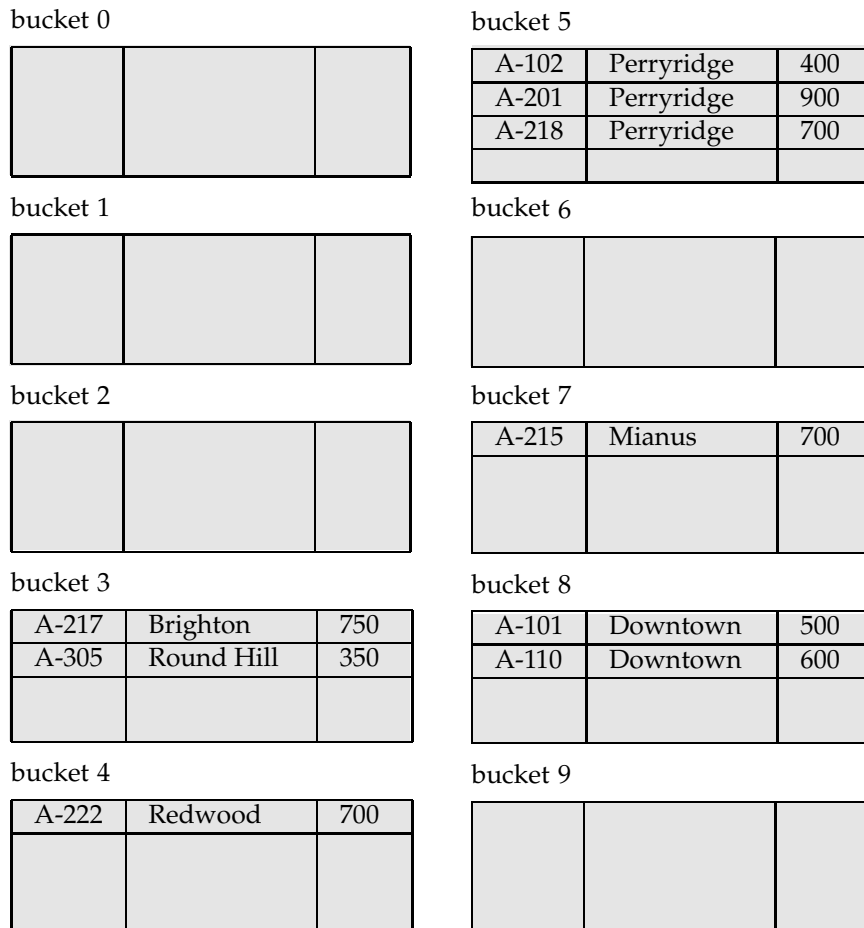 bucket 0
bucket 1
bucket 2
bucket 3
A-217 Brighton 750
A-305 Round Hill 350
bucket 4
A-222 Redwood 700
bucket 5
A-102 Perryridge 400
A-201 Perryridge 900
A-218 Perryridge 700
bucket 6
bucket 7
A-215 Mianus 700
bucket 8
A-101 Downtown 500
A-110 Downtown 600
bucket 9